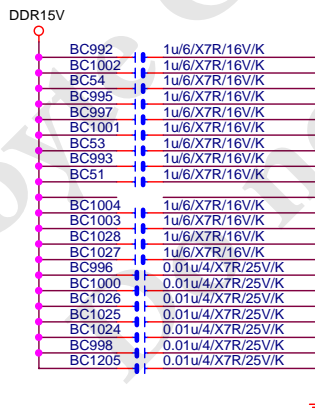 DDR15V
BC992 1u/6/X7R/16V/K
BC1002 1u/6/X7R/16V/K
BC54 1u/6/X7R/16V/K
BC995 1u/6/X7R/16V/K
BC997 1u/6/X7R/16V/K
BC1001 1u/6/X7R/16V/K
BC53 1u/6/X7R/16V/K
BC993 1u/6/X7R/16V/K
BC51 1u/6/X7R/16V/K
BC1004 1u/6/X7R/16V/K
BC1003 1u/6/X7R/16V/K
BC1028 1u/6/X7R/16V/K
BC1027 1u/6/X7R/16V/K
BC996 0.01u/4/X7R/25V/K
BC1000 0.01u/4/X7R/25V/K
BC1026 0.01u/4/X7R/25V/K
BC1025 0.01u/4/X7R/25V/K
BC1024 0.01u/4/X7R/25V/K
BC998 0.01u/4/X7R/25V/K
BC1205 0.01u/4/X7R/25V/K